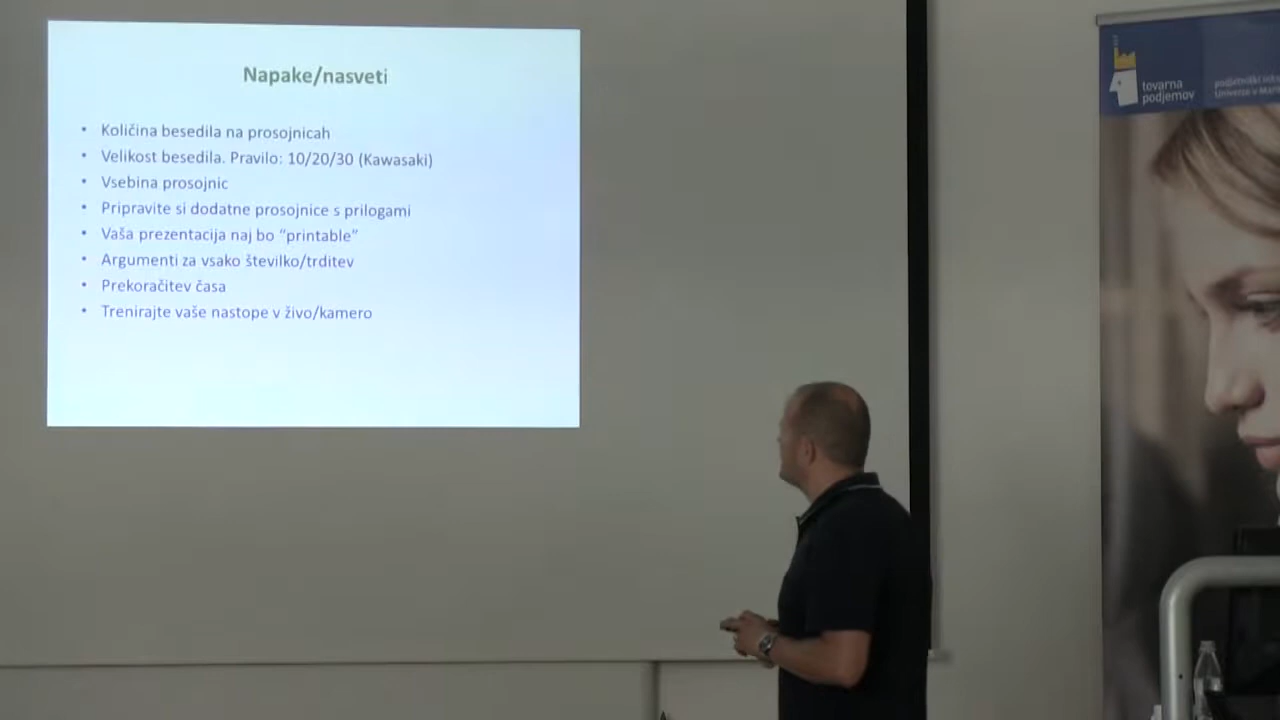 Napake/nasveti
• Količina besedila na prosojnicah
• Velikost besedila. Pravilo: 10/20/30 (Kawasaki)
• Vsebina prosojnic
• Pripravite si dodatne prosojnice s prilogami
• Vaša prezentacija naj bo “printable”
• Argumenti za vsako številko/trditev
• Prekoračitev časa
• Trenirajte vaše nastope v živo/kamero
tovarna
podjemov
podjetniški
Univerze v